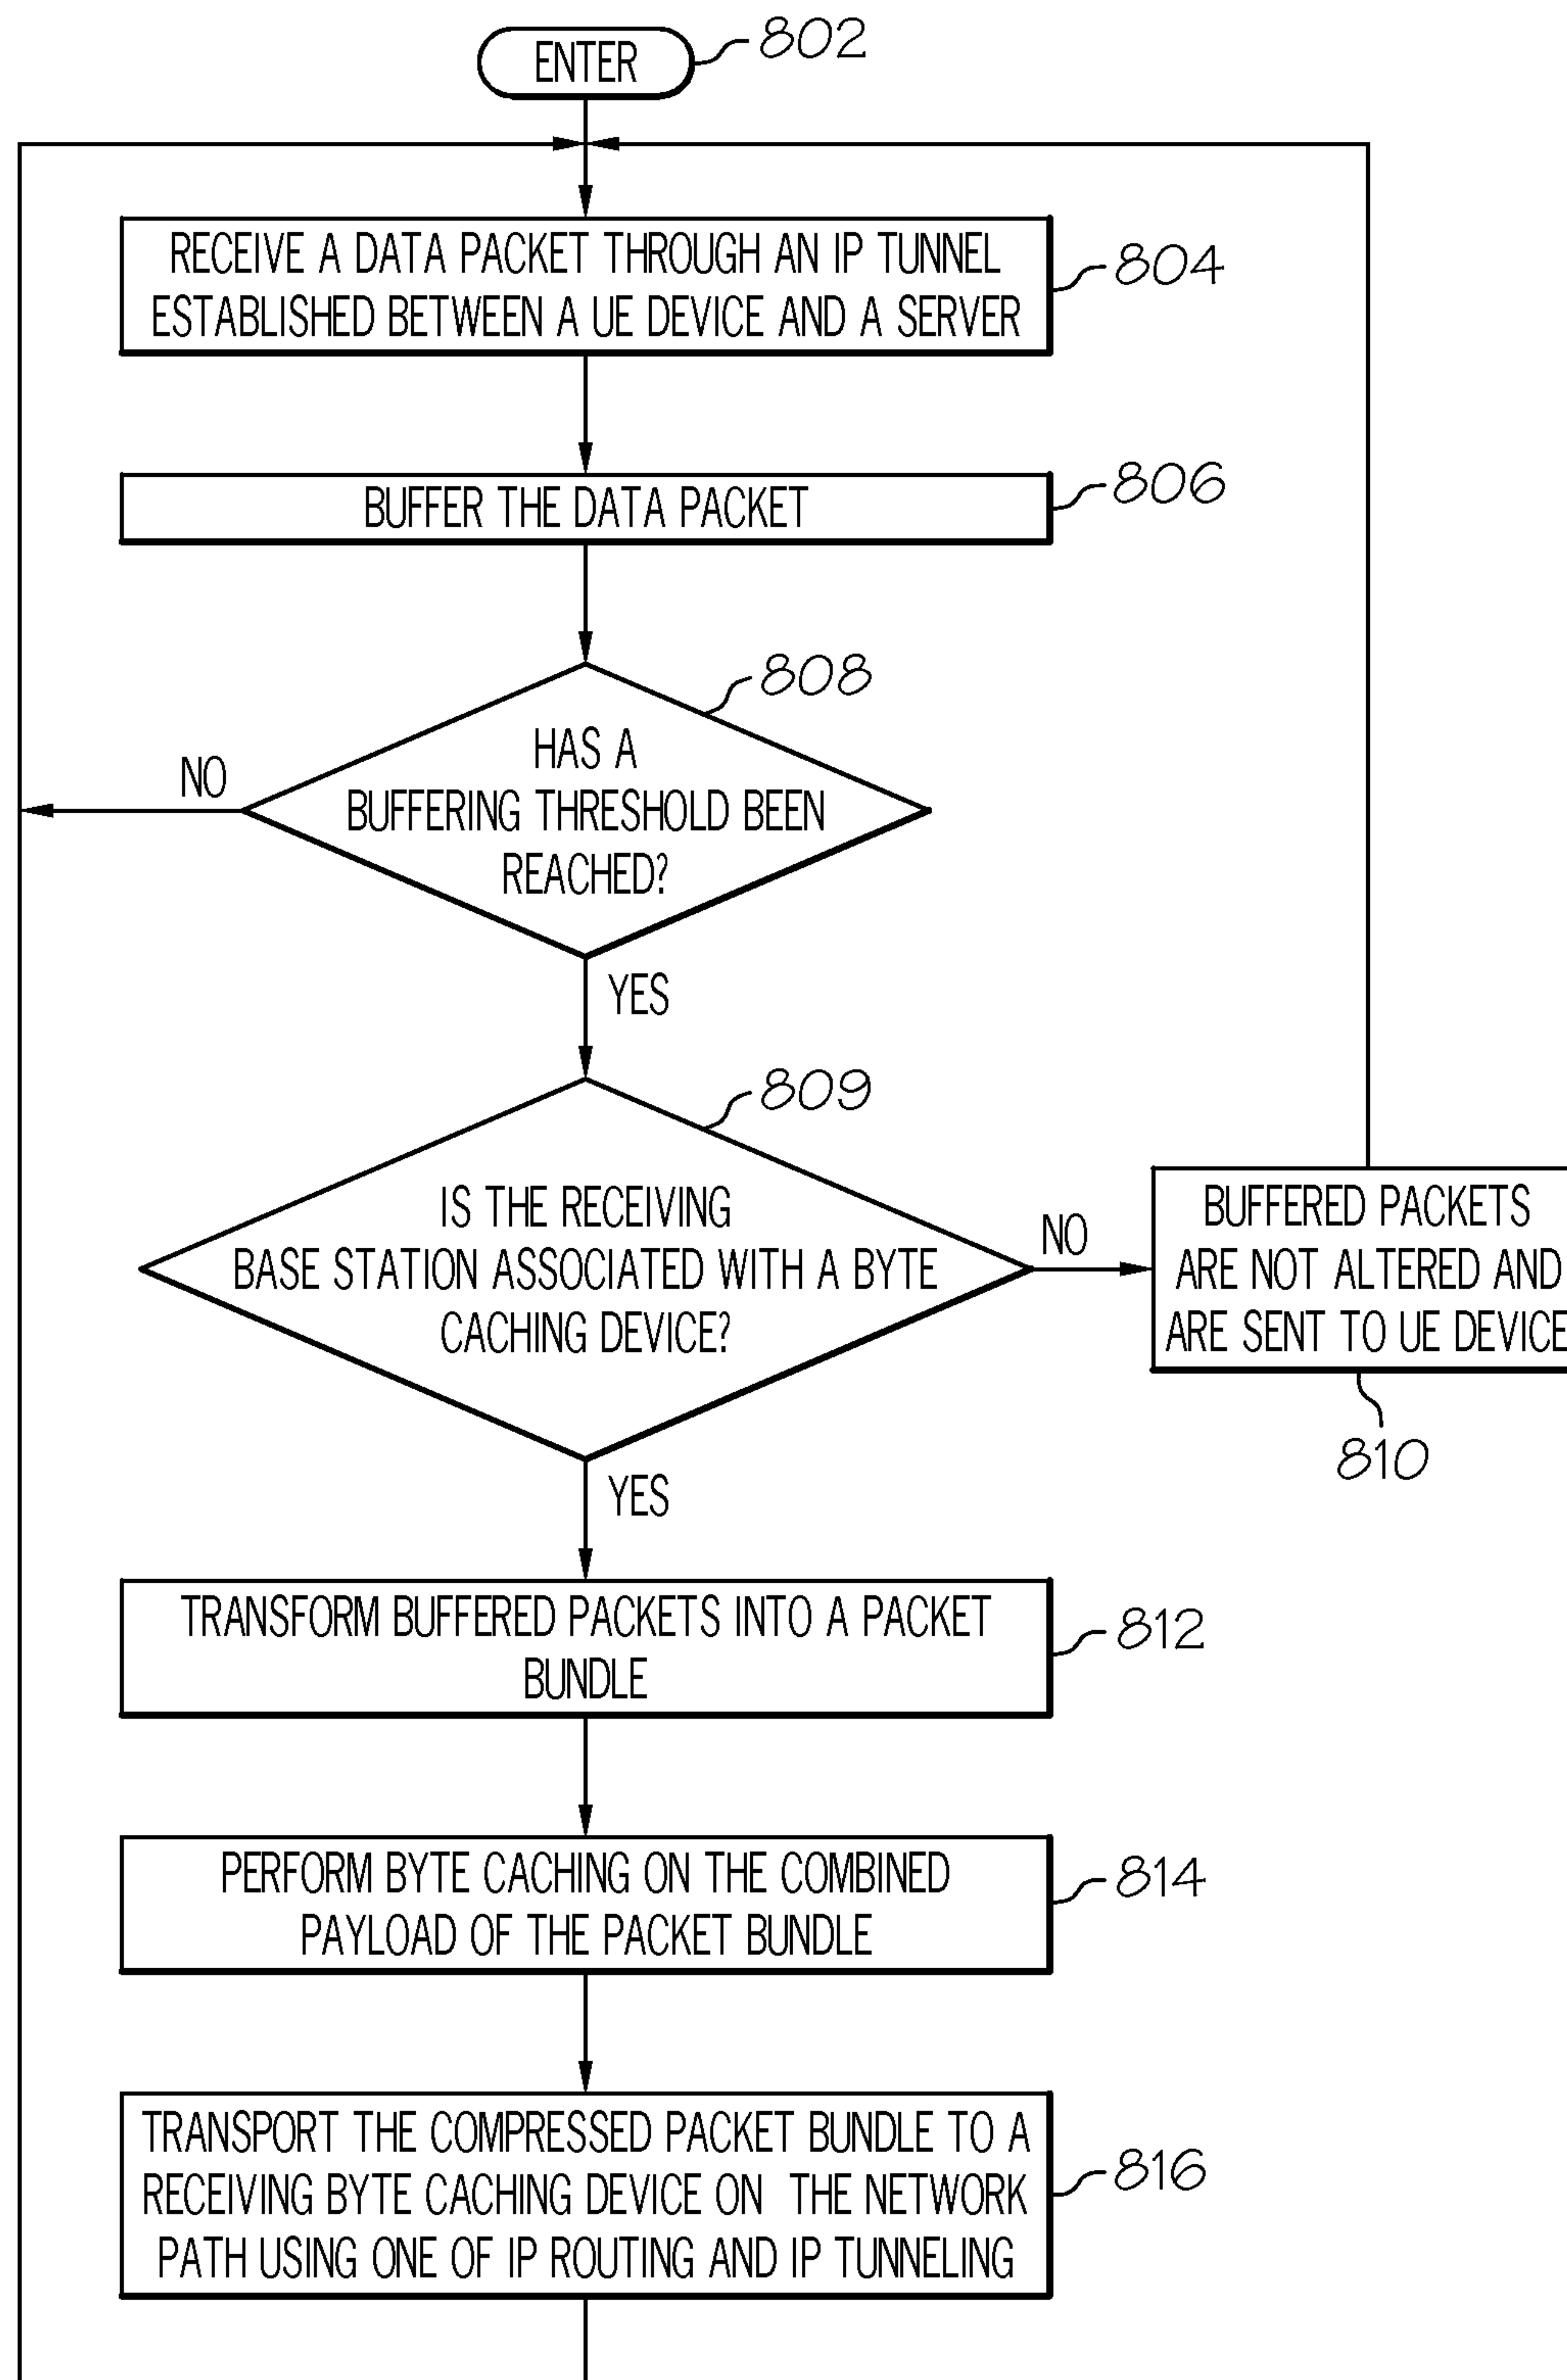 ENTER
802
RECEIVE A DATA PACKET THROUGH AN IP TUNNEL
ESTABLISHED BETWEEN A UE DEVICE AND A SERVER
804
BUFFER THE DATA PACKET
806
808
HAS A
BUFFERING THRESHOLD BEEN
REACHED?
NO
YES
809
IS THE RECEIVING
BASE STATION ASSOCIATED WITH A BYTE
CACHING DEVICE?
NO
BUFFERED PACKETS
ARE NOT ALTERED AND
ARE SENT TO UE DEVICE
810
YES
TRANSFORM BUFFERED PACKETS INTO A PACKET
BUNDLE
812
PERFORM BYTE CACHING ON THE COMBINED
PAYLOAD OF THE PACKET BUNDLE
814
TRANSPORT THE COMPRESSED PACKET BUNDLE TO A
RECEIVING BYTE CACHING DEVICE ON THE NETWORK
PATH USING ONE OF IP ROUTING AND IP TUNNELING
816